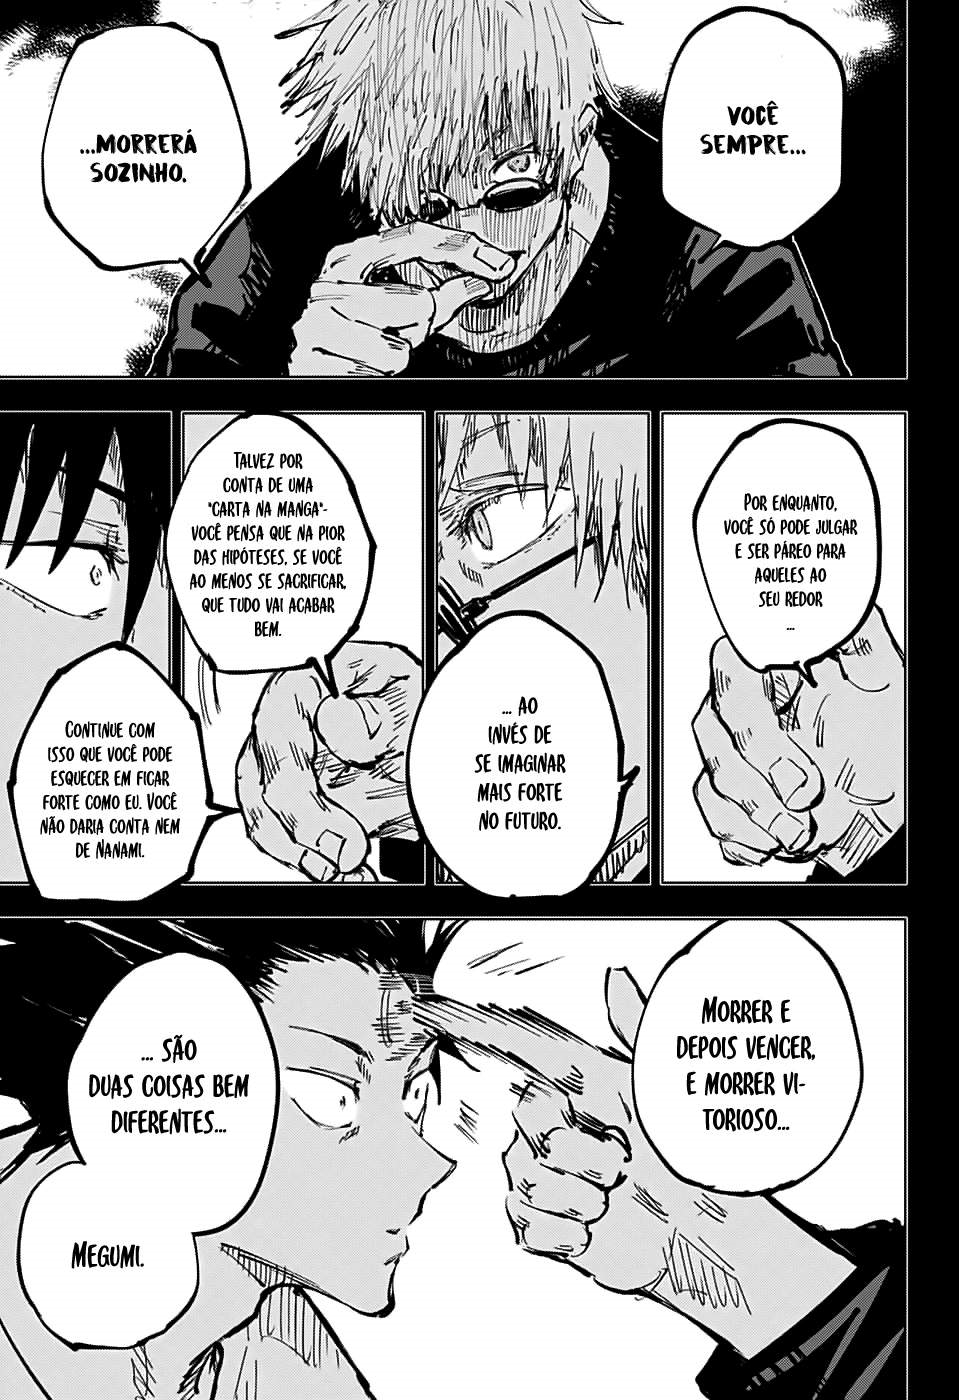 VOCÊ
SEMPRE...
...MORRERÁ
SOZINHO.
POR ENQUANTO,
VOCÊ SÓ PODE JULGAR
E SER PÁREO PARA
AQUELES AO
SEU REDOR
...
... AO
INVÉS DE
SE IMAGINAR
MAIS FORTE
NO FUTURO.
TALVEZ POR
CONTA DE UMA
"CARTA NA MANGA"-
VOCÊ PENSA QUE NA PIOR
DAS HIPÓTESES, SE VOCÊ
AO MENOS SE SACRIFICAR,
QUE TUDO VAI ACABAR
BEM.
CONTINUE COM
ISSO QUE VOCÊ PODE
ESQUECER EM FICAR
FORTE COMO EU. VOCÊ
NÃO DARIA CONTA NEM
DE NANAMI.
MORRER E
DEPOIS VENCER,
E MORRER VI-
TORIOSO...
... SÃO
DUAS COISAS BEM
DIFERENTES...
MEGUMI.